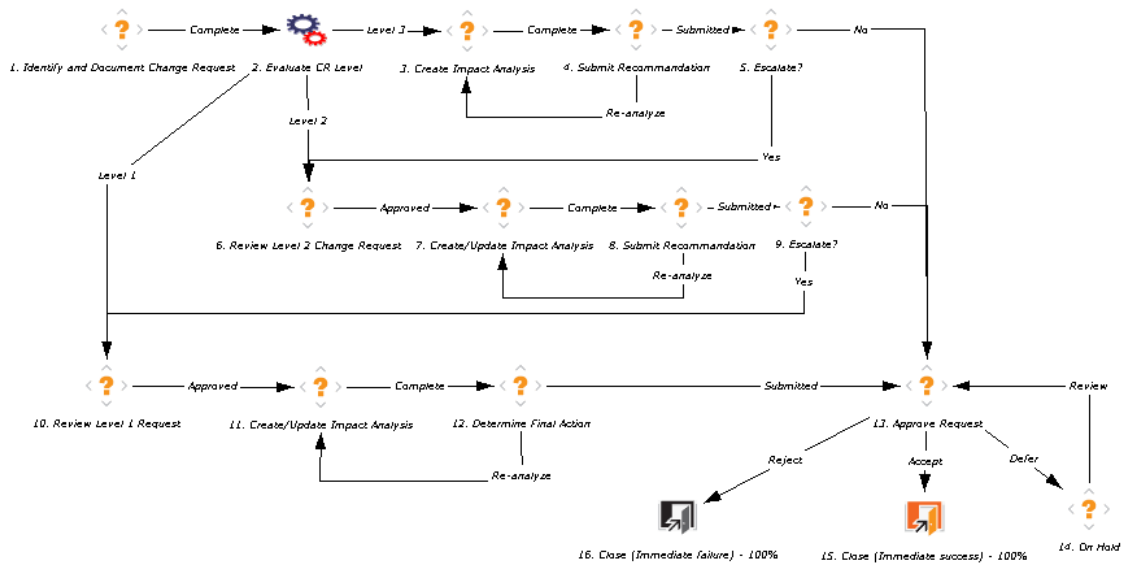 Complete
Level 3
Complete
Submitted
No
1. Identify and Document Change Request
2. Evaluate CR Level
3. Create Impact Analysis
4. Submit Recommandation
5. Escalate?
Re-analyze
Level 2
Yes
Level 1
Approved
Complete
Submitted
No
6. Review Level 2 Change Request
7. Create/Update Impact Analysis
8. Submit Recommandation
9. Escalate?
Re-analyze
Yes
Approved
Complete
Submitted
Review
10. Review Level 1 Request
11. Create/Update Impact Analysis
12. Determine Final Action
13. Approve Request
Re-analyze
Reject
Accept
Defer
16. Close (Immediate failure) - 100%
15. Close (Immediate success) - 100%
14. On Hold